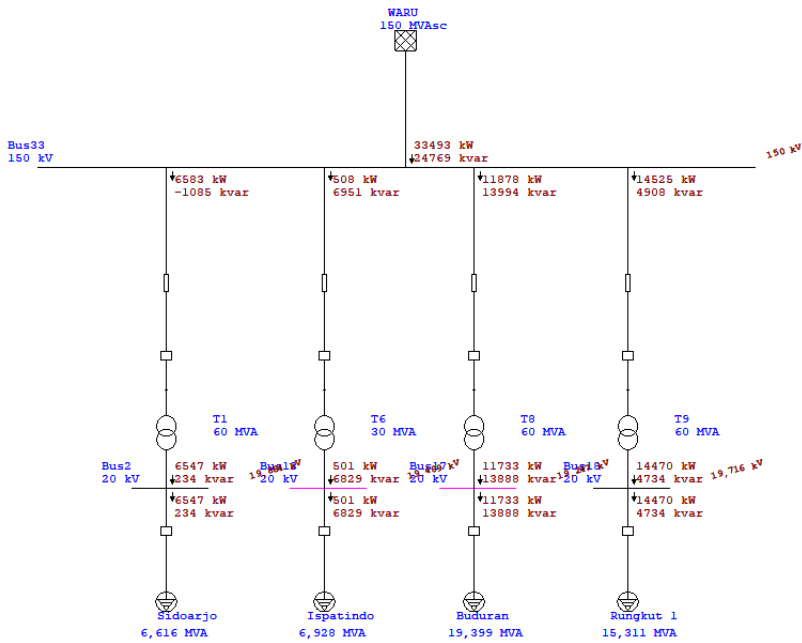 WARU
150 MVAsc
33493 kW
24769 kvar
Bus33
150 kV
150 kV
6583 kW
-1085 kvar
508 kW
6951 kvar
11878 kW
13994 kvar
14525 kW
4908 kvar
T1
60 MVA
T6
30 MVA
T8
60 MVA
T9
60 MVA
Bus2
20 kV
6547 kW
234 kvar
kV
20 kV
501 kW
6829 kvar
kV
20 kV
11733 kW
13888 kvar
kV
Bus18
20 kV
14470 kW
4734 kvar
19,716 kV
6547 kW
234 kvar
501 kW
6829 kvar
11733 kW
13888 kvar
14470 kW
4734 kvar
Sidoarjo
6,616 MVA
Ispatindo
6,928 MVA
Buduran
19,399 MVA
Rungkut 1
15,311 MVA